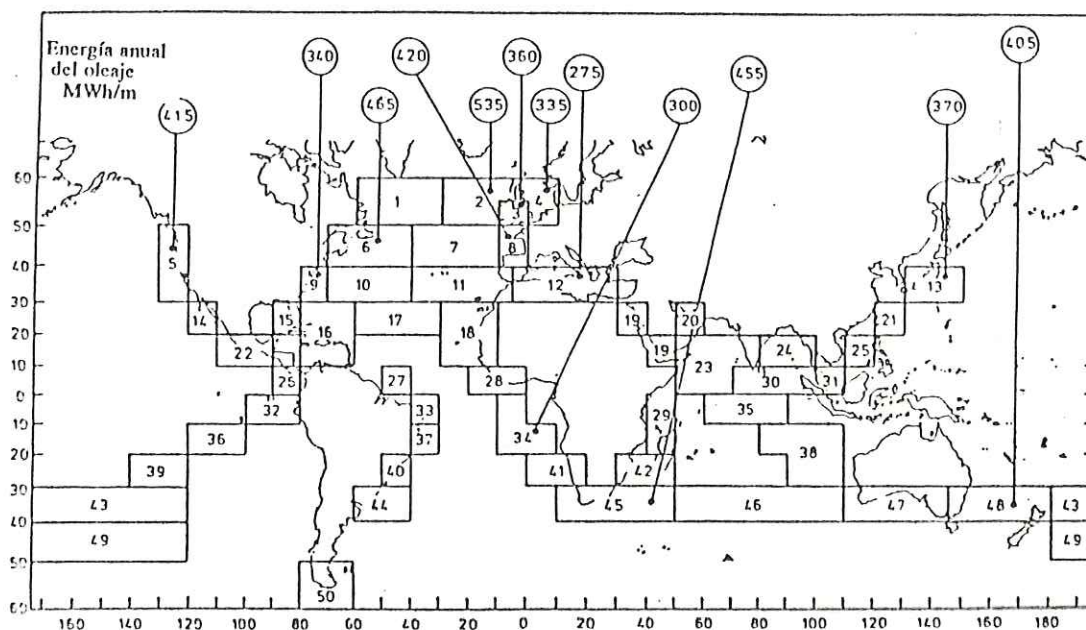 Energía anual
del oleaje
MWh/m
340 420 360 275 455 405
415 465 535 335 300 370
60 1 2 4
50 6 7 8
5
40 9 10 11 12 13
30 14 15 16 17 18 19 20 21
20 22 19 23 24 25
10 26 27 28 30 31
0 32 33 29 35
10 36 37 34 38
20 39 40 41 42
30 43 44 45 46 47 48 43
40 49 49
50 50
60
160 140 120 100 80 60 40 20 0 20 40 60 80 100 120 140 160 180